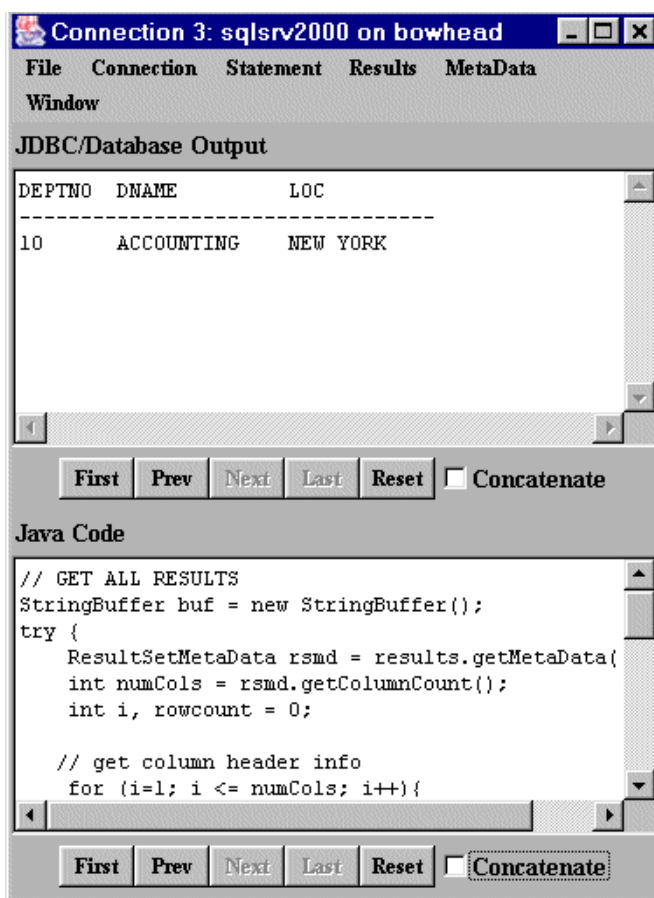 Connection 3: sqlsrv2000 on bowhead
File Connection Statement Results MetaData
Window
JDBC/Database Output
DEPTNO DNAME LOC
----------------------------------
10 ACCOUNTING NEW YORK
First Prev Next Last Reset Concatenate
Java Code
// GET ALL RESULTS
StringBuffer buf = new StringBuffer();
try {
ResultSetMetaData rsmd = results.getMetaData(
int numCols = rsmd.getColumnCount();
int i, rowcount = 0;
// get column header info
for (i=1; i <= numCols; i++){
First Prev Next Last Reset Concatenate